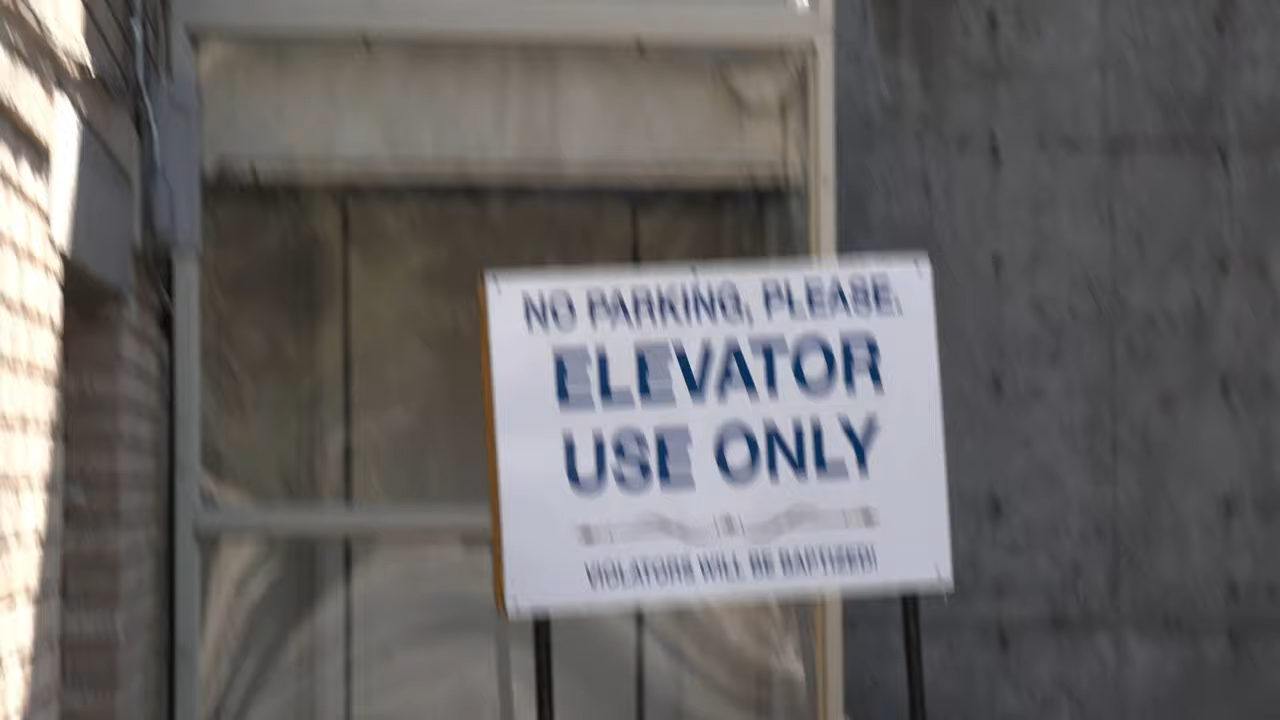 NO PARKING, PLEASE.
ELEVATOR
USE ONLY
VIOLATORS WILL BE BAPTISED!